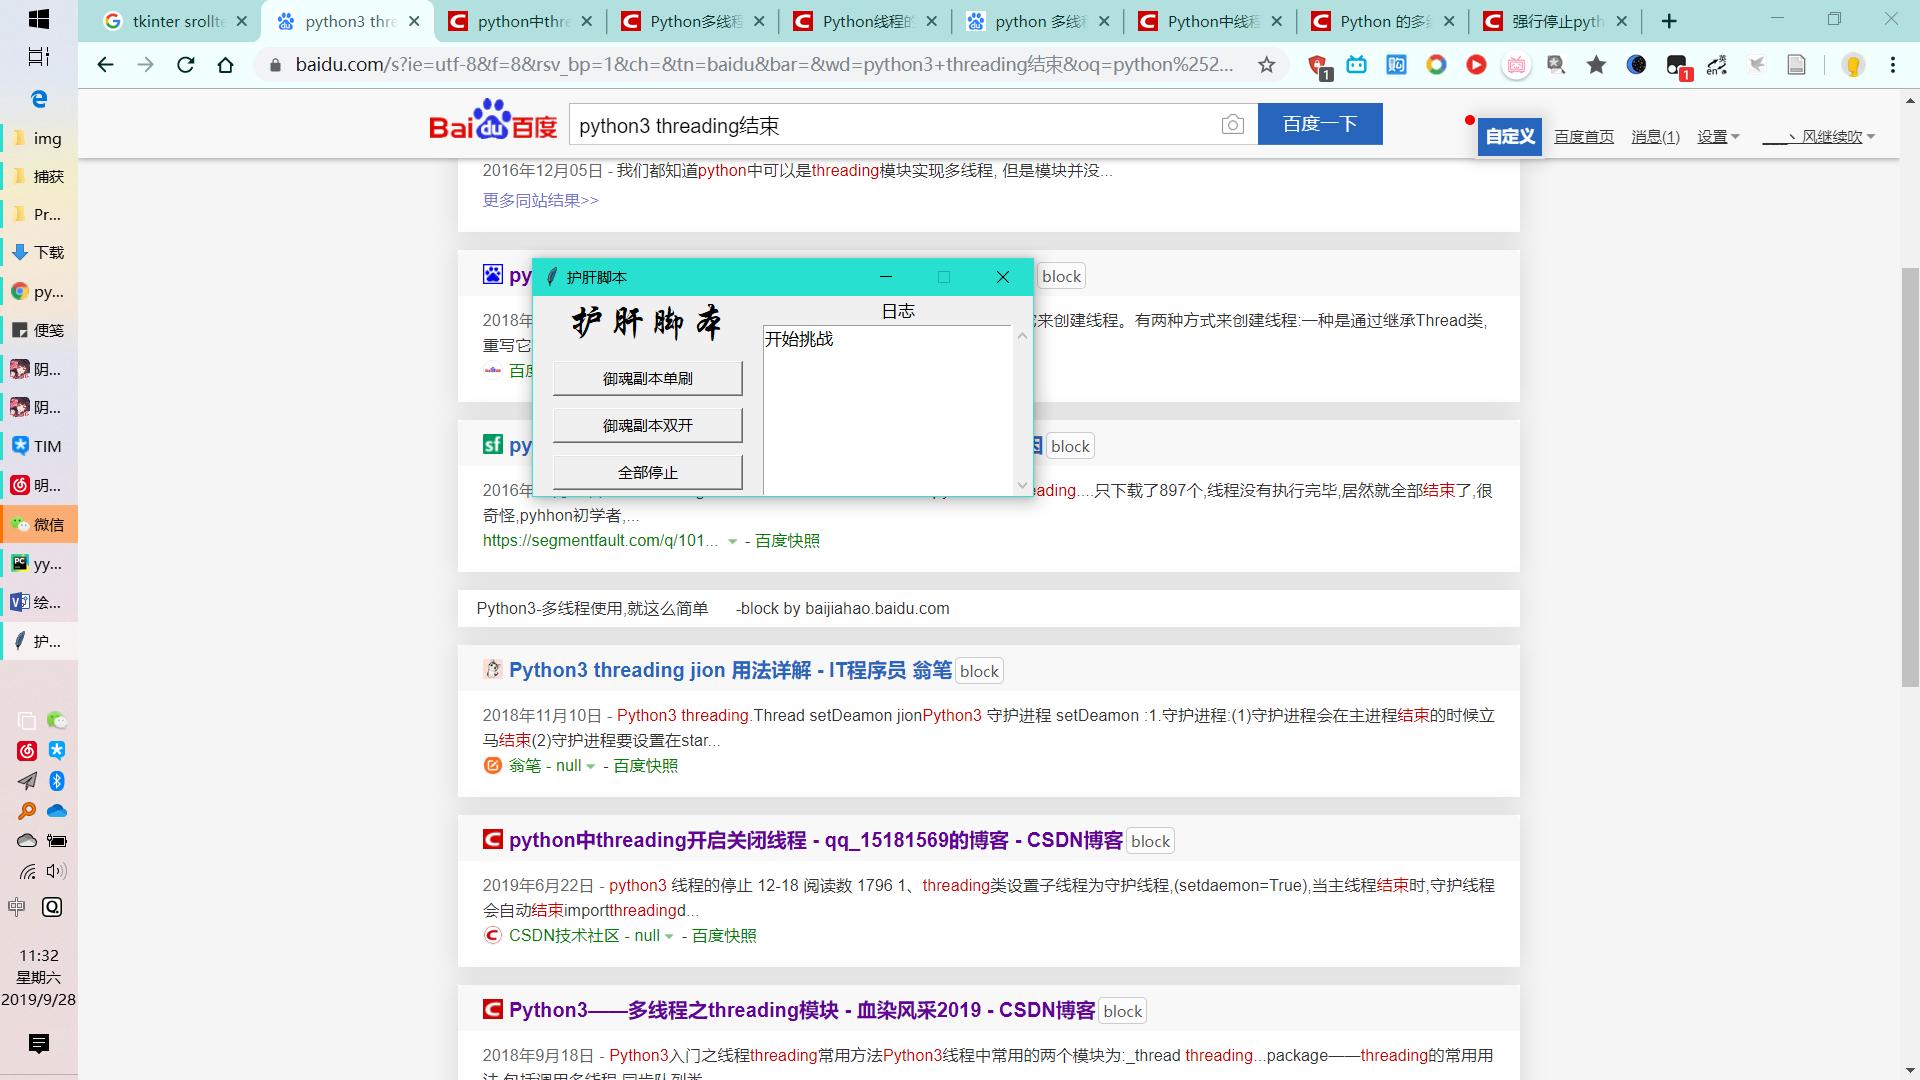 tkinter srollte
python3 thre
python中thre
Python多线程
Python线程的
python 多线程
Python中线程
Python 的多线
强行停止pyth
baidu.com/s?ie=utf-8&f=8&rsv_bp=1&ch=&tn=baidu&bar=&wd=python3+threading结束&oq=python%252...
1
1
Bai du 百度
python3 threading结束
百度一下
自定义
百度首页
消息(1)
设置
___丶风继续吹
img
捕获
Pr...
下载
py...
便笺
阴...
阴...
TIM
明...
微信
yy...
绘...
护...
中
11:32
星期六
2019/9/28
2016年12月05日 - 我们都知道python中可以是threading模块实现多线程, 但是模块并没...
更多同站结果>>
py
block
2018年
来创建线程。有两种方式来创建线程:一种是通过继承Thread类,
重写它
百度
护肝脚本
护肝脚本
日志
开始挑战
御魂副本单刷
御魂副本双开
全部停止
py
block
2016年
eading....只下载了897个,线程没有执行完毕,居然就全部结束了,很
奇怪,pyhhon初学者,...
https://segmentfault.com/q/101... - 百度快照
Python3-多线程使用,就这么简单 -block by baijiahao.baidu.com
Python3 threading jion 用法详解 - IT程序员 翁笔 block
2018年11月10日 - Python3 threading.Thread setDeamon jionPython3 守护进程 setDeamon :1.守护进程:(1)守护进程会在主进程结束的时候立
马结束(2)守护进程要设置在star...
翁笔 - null - 百度快照
python中threading开启关闭线程 - qq_15181569的博客 - CSDN博客 block
2019年6月22日 - python3 线程的停止 12-18 阅读数 1796 1、threading类设置子线程为守护线程,(setdaemon=True),当主线程结束时,守护线程
会自动结束importthreadingd...
CSDN技术社区 - null - 百度快照
Python3——多线程之threading模块 - 血染风采2019 - CSDN博客 block
2018年9月18日 - Python3入门之线程threading常用方法Python3线程中常用的两个模块为:_thread threading...package——threading的常用用